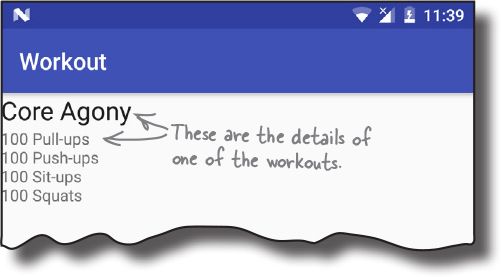 11:39
Workout
Core Agony
100 Pull-ups
100 Push-ups
100 Sit-ups
100 Squats
These are the details of
one of the workouts.